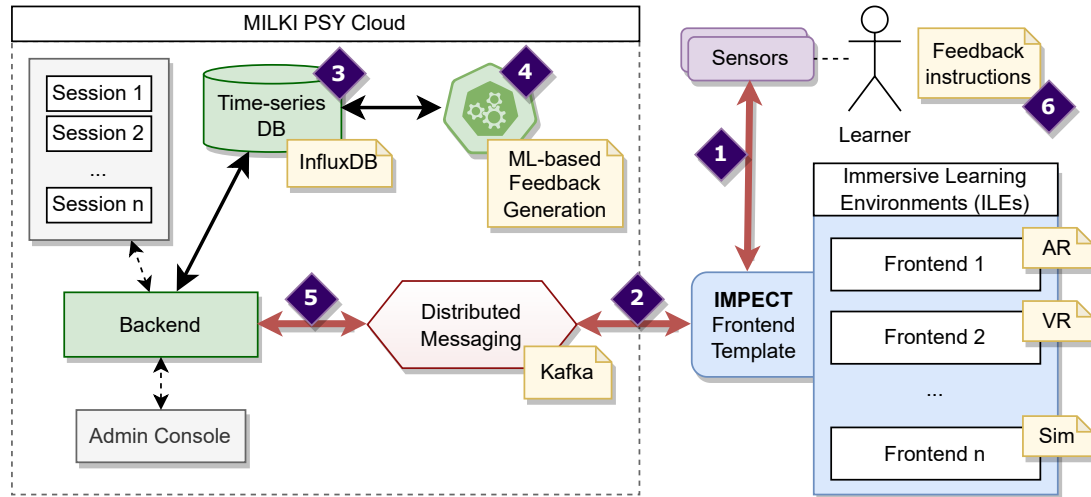 MILKI PSY Cloud
Session 1
Session 2
...
Session n
3
Time-series
DB
InfluxDB
4
ML-based
Feedback
Generation
Backend
5
Distributed
Messaging
Kafka
2
Admin Console
Sensors
1
Learner
Feedback
instructions
6
IMPECT
Frontend
Template
Immersive Learning
Environments (ILEs)
Frontend 1
AR
Frontend 2
VR
...
Frontend n
Sim